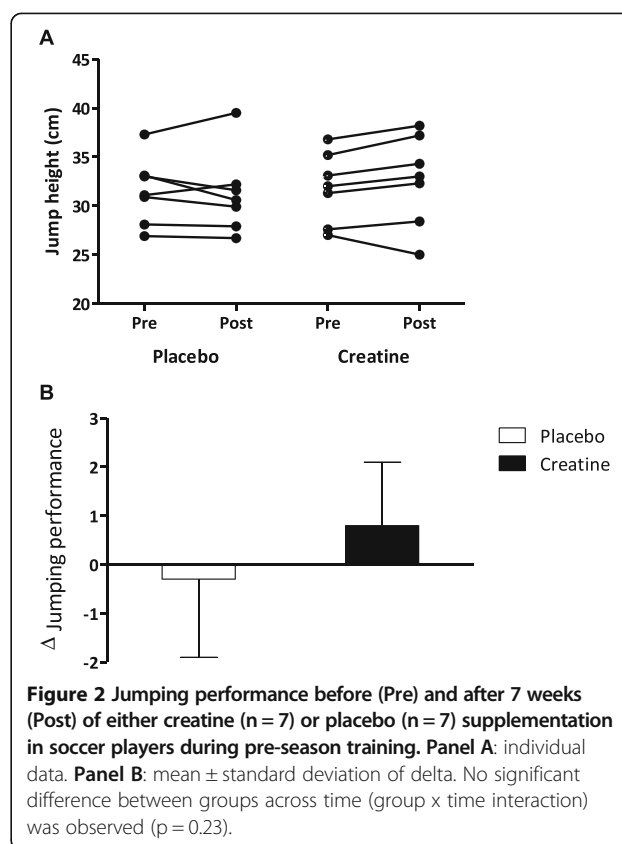 A
Jump height (cm)
45
40
35
30
25
20
Pre Post Pre Post
Placebo Creatine
B
Δ Jumping performance
3
2
1
0
-1
-2
Placebo
Creatine
Figure 2 Jumping performance before (Pre) and after 7 weeks
(Post) of either creatine (n = 7) or placebo (n = 7) supplementation
in soccer players during pre-season training. Panel A: individual
data. Panel B: mean ± standard deviation of delta. No significant
difference between groups across time (group x time interaction)
was observed (p = 0.23).